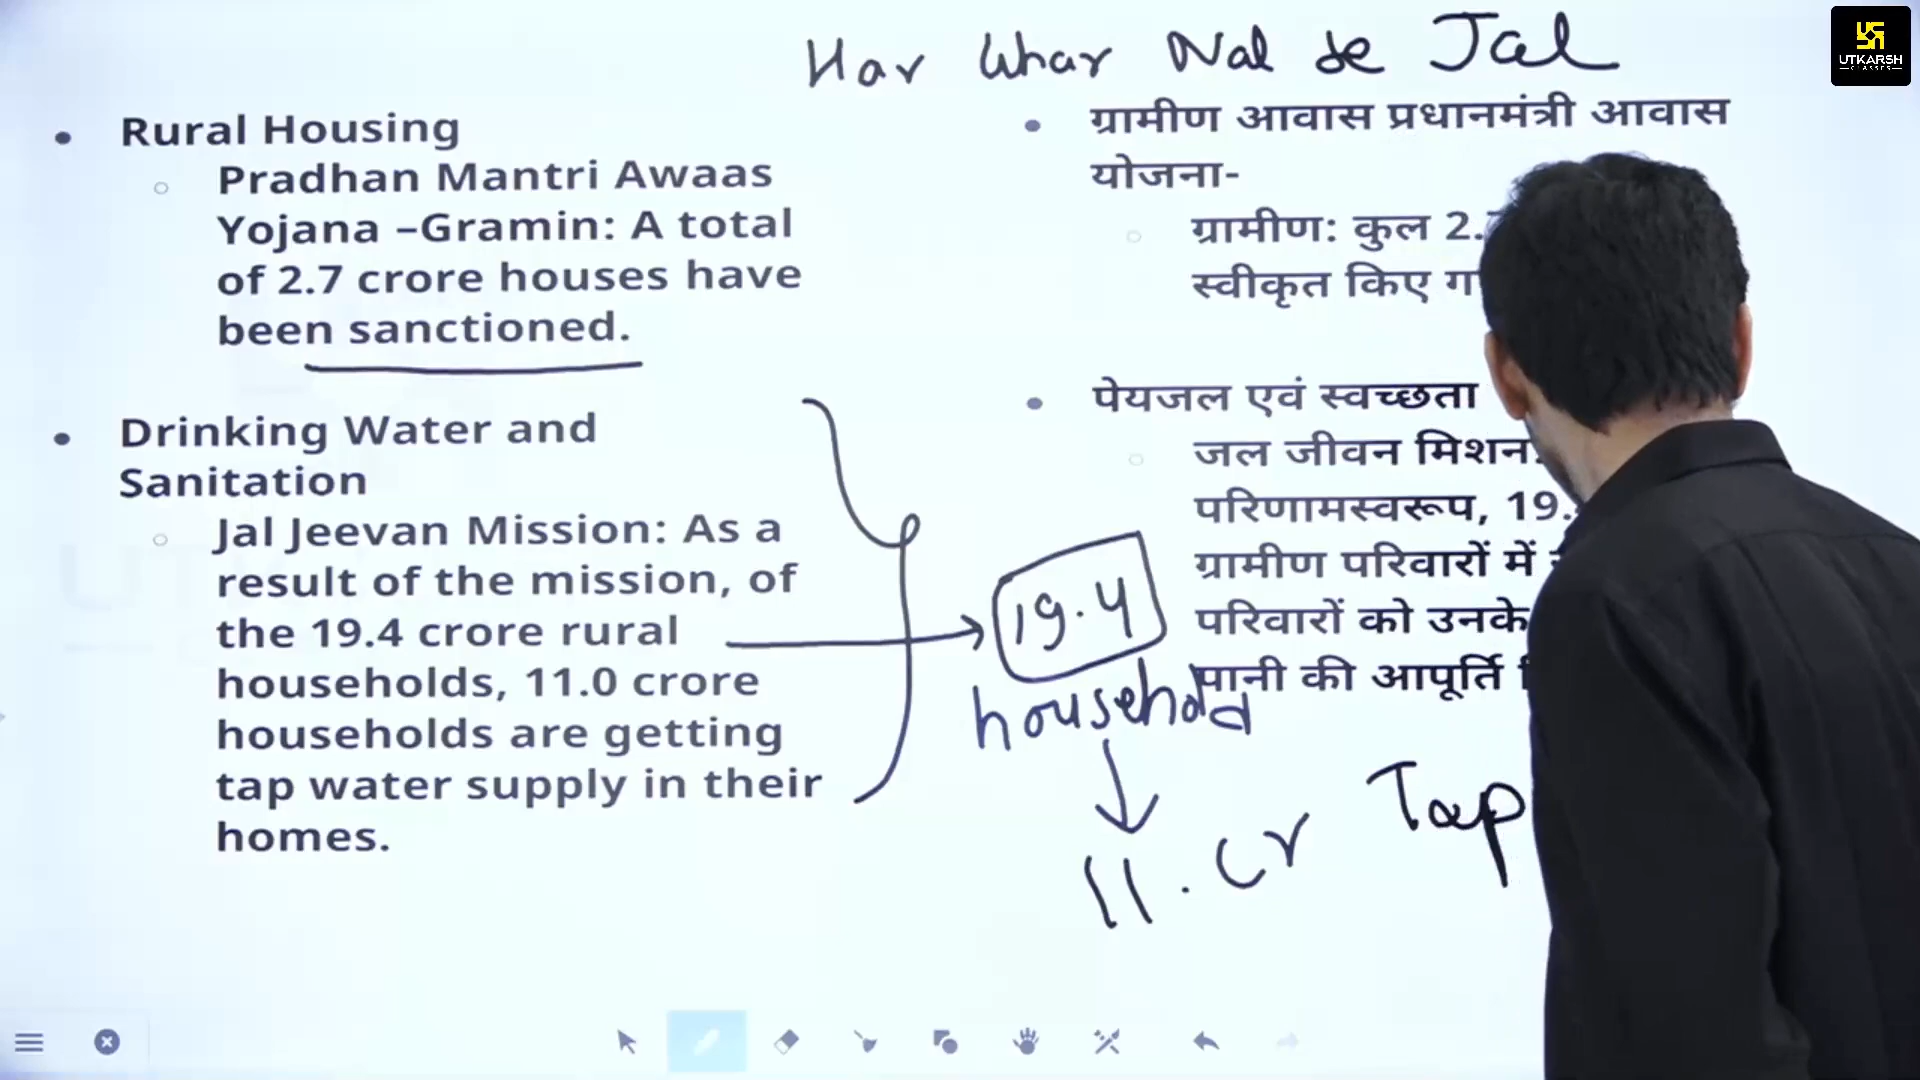 Har Ghar Nal se Jal
UTKARSH
CLASSES
• Rural Housing
○ Pradhan Mantri Awaas
Yojana –Gramin: A total
of 2.7 crore houses have
been sanctioned.
• Drinking Water and
Sanitation
○ Jal Jeevan Mission: As a
result of the mission, of
the 19.4 crore rural
households, 11.0 crore
households are getting
tap water supply in their
homes.
• ग्रामीण आवास प्रधानमंत्री आवास
योजना-
○ ग्रामीण: कुल 2.
स्वीकृत किए
• पेयजल एवं स्वच्छता
○ जल जीवन मिशन:
परिणामस्वरूप, 19.
ग्रामीण परिवारों में
परिवारों को उनके
पानी की आपूर्ति
19.4
household
11. Cr Tap